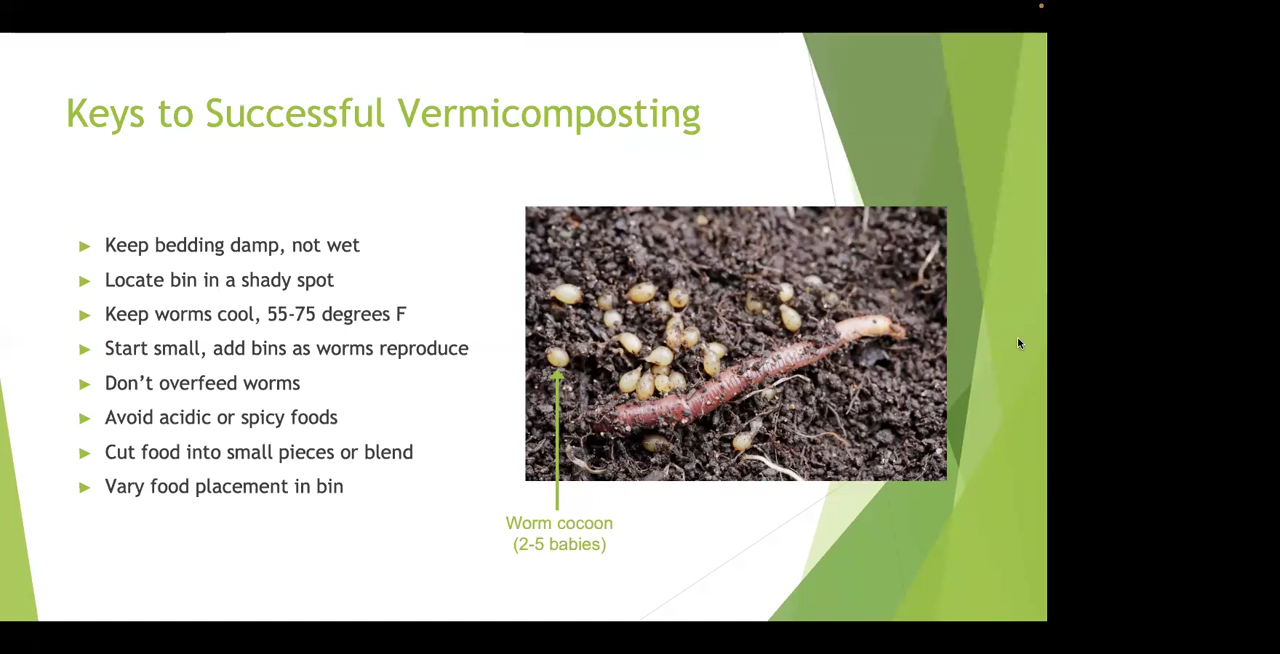 Keys to Successful Vermicomposting
Keep bedding damp, not wet
Locate bin in a shady spot
Keep worms cool, 55-75 degrees F
Start small, add bins as worms reproduce
Don’t overfeed worms
Avoid acidic or spicy foods
Cut food into small pieces or blend
Vary food placement in bin
Worm cocoon
(2-5 babies)